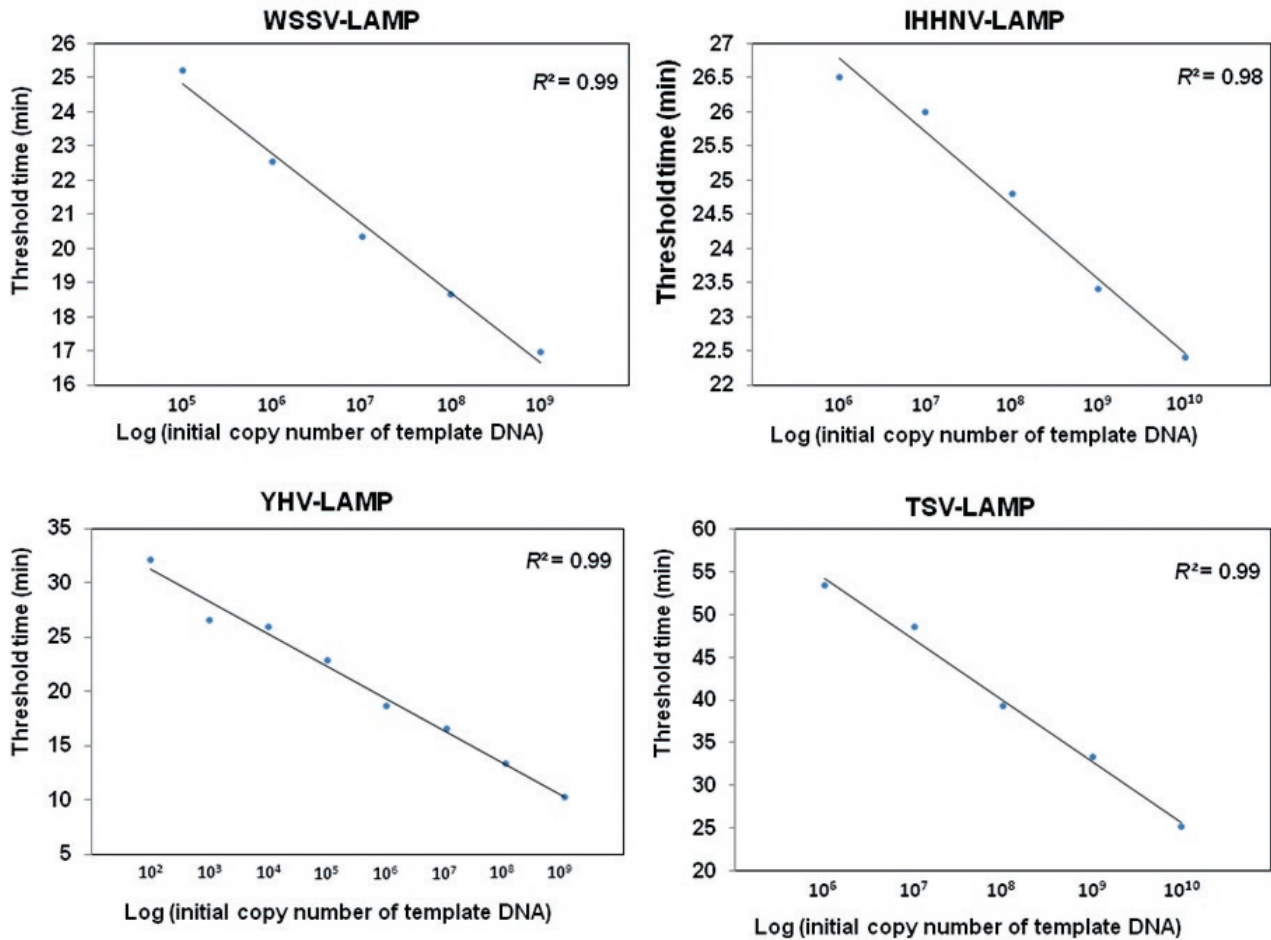 WSSV-LAMP
26
25
24
23
22
21
20
19
18
17
16
R² = 0.99
Threshold time (min)
10⁵ 10⁶ 10⁷ 10⁸ 10⁹
Log (initial copy number of template DNA)
IHHNV-LAMP
27
26.5
26
25.5
25
24.5
24
23.5
23
22.5
22
R² = 0.98
Threshold time (min)
10⁶ 10⁷ 10⁸ 10⁹ 10¹⁰
Log (initial copy number of template DNA)
YHV-LAMP
35
30
25
20
15
10
5
R² = 0.99
Threshold time (min)
10² 10³ 10⁴ 10⁵ 10⁶ 10⁷ 10⁸ 10⁹
Log (initial copy number of template DNA)
TSV-LAMP
60
55
50
45
40
35
30
25
20
R² = 0.99
Threshold time (min)
10⁶ 10⁷ 10⁸ 10⁹ 10¹⁰
Log (initial copy number of template DNA)